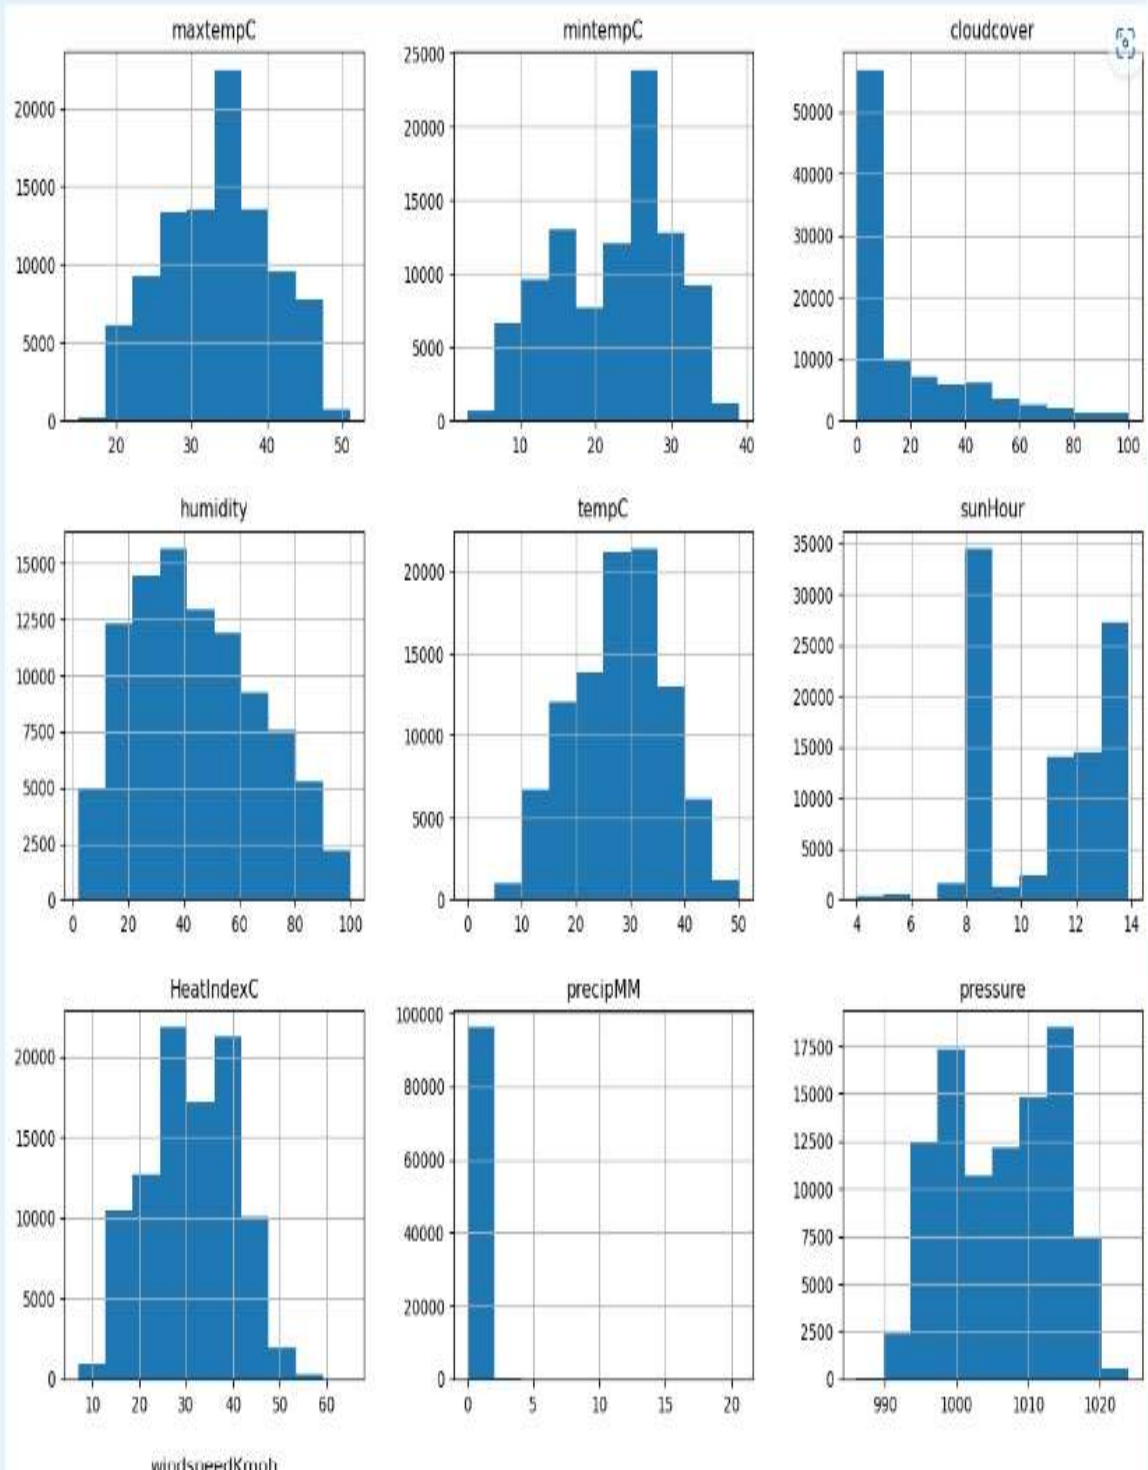 maxtempC
20000
15000
10000
5000
0
20 30 40 50
mintempC
25000
20000
15000
10000
5000
0
10 20 30 40
cloudcover
50000
40000
30000
20000
10000
0
0 20 40 60 80 100
humidity
15000
12500
10000
7500
5000
2500
0
0 20 40 60 80 100
tempC
20000
15000
10000
5000
0
0 10 20 30 40 50
sunHour
35000
30000
25000
20000
15000
10000
5000
0
4 6 8 10 12 14
HeatIndexC
20000
15000
10000
5000
0
10 20 30 40 50 60
precipMM
100000
80000
60000
40000
20000
0
0 5 10 15 20
pressure
17500
15000
12500
10000
7500
5000
2500
0
990 1000 1010 1020
windspeedKmph